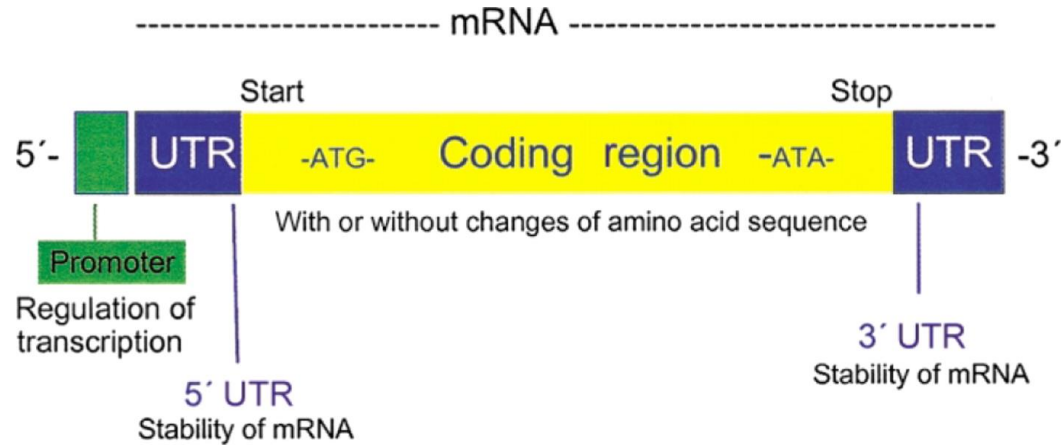 mRNA
Start
Stop
5´-
UTR
-ATG-
Coding region
-ATA-
UTR
-3´
With or without changes of amino acid sequence
Promoter
Regulation of
transcription
5´ UTR
Stability of mRNA
3´ UTR
Stability of mRNA